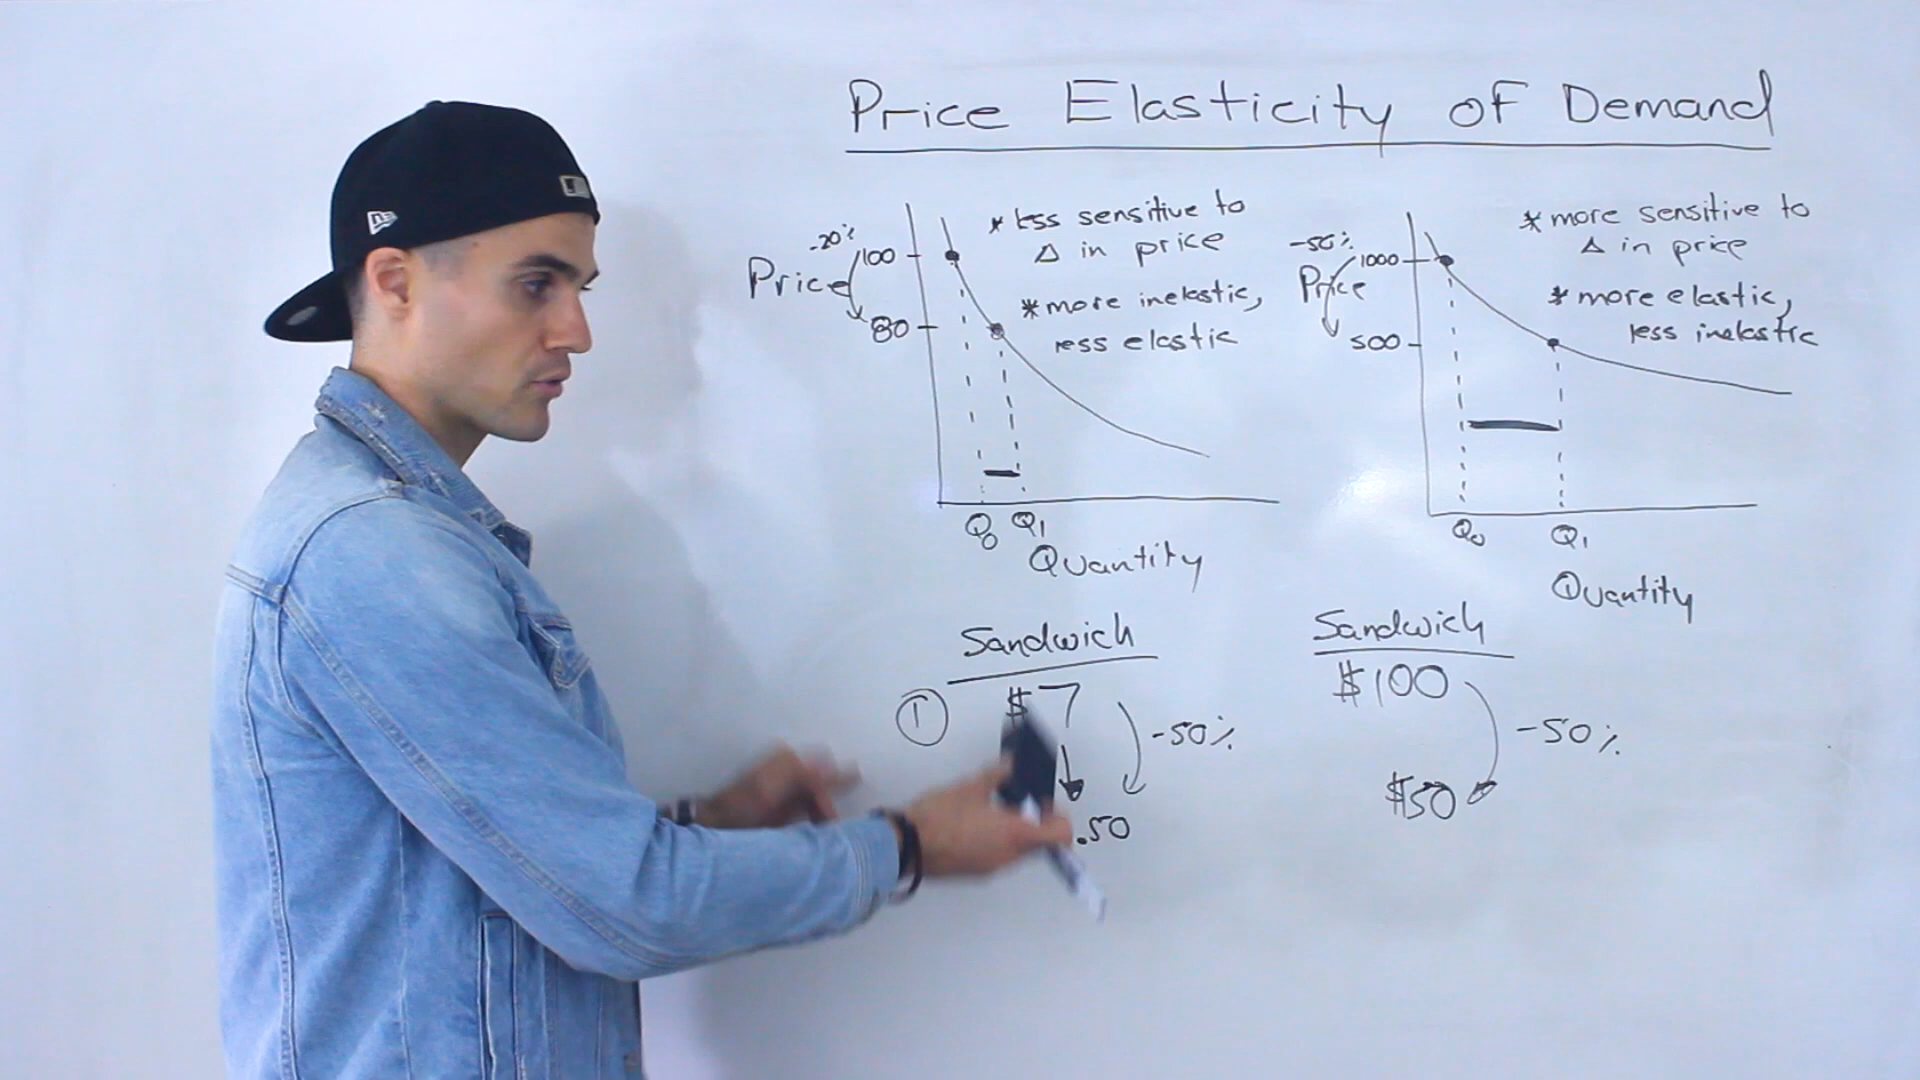 Price Elasticity of Demand
* less sensitive to
Δ in price
* more inelastic,
less elastic
-20%
100
Price
80
Q0 Q1
Quantity
* more sensitive to
Δ in price
* more elastic,
less inelastic
-50%
1000
Price
500
Q0 Q1
Quantity
Sandwich
① $7
-50%
.50
Sandwich
$100
-50%
$50